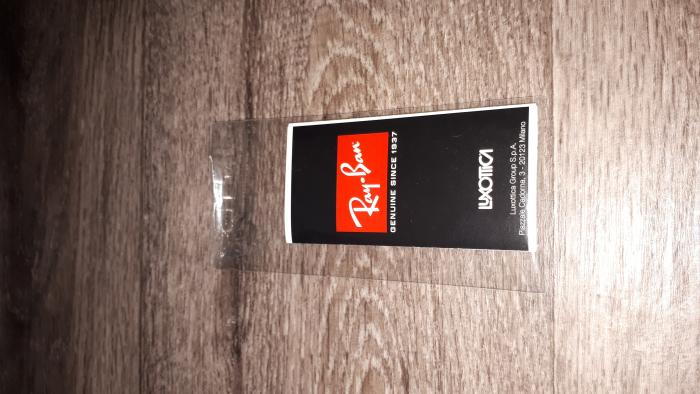 Ray-Ban
GENUINE SINCE 1937
LUXOTTICA
Luxottica Group S.p.A.
Piazzale Cadorna, 3 - 20123 Milano